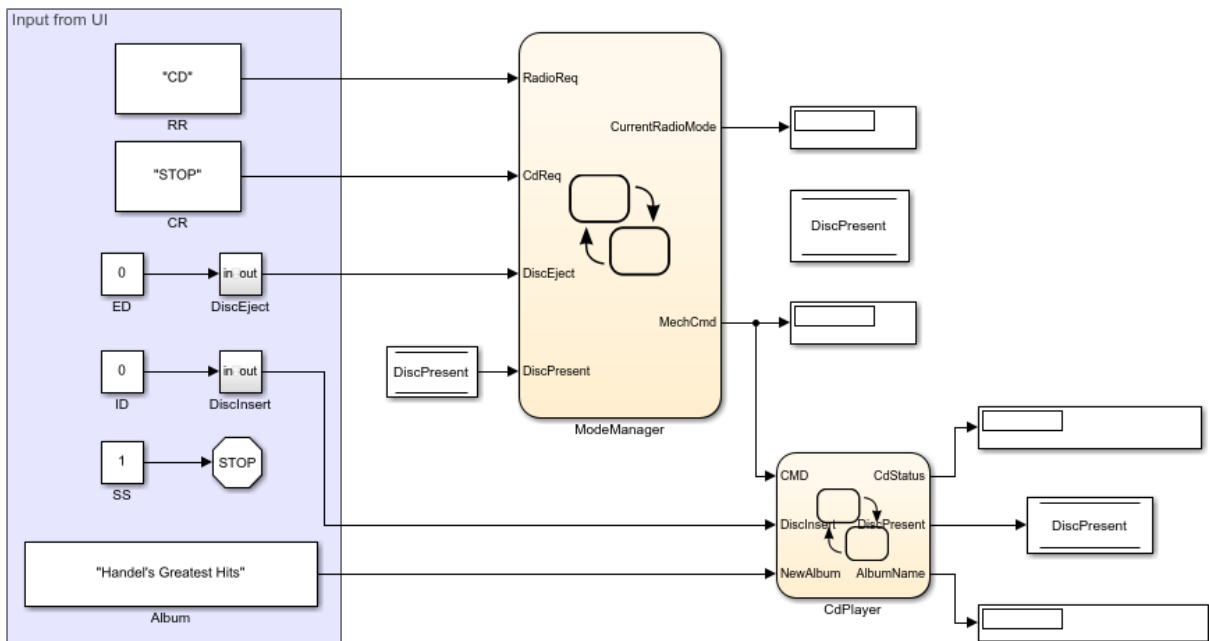 Input from UI
"CD"
RR
"STOP"
CR
0
ED
in out
DiscEject
0
ID
in out
DiscInsert
1
SS
STOP
"Handel's Greatest Hits"
Album
DiscPresent
RadioReq
CdReq
DiscEject
DiscPresent
CurrentRadioMode
MechCmd
ModeManager
DiscPresent
CMD
DiscInsert
NewAlbum
CdStatus
DiscPresent
AlbumName
CdPlayer
DiscPresent